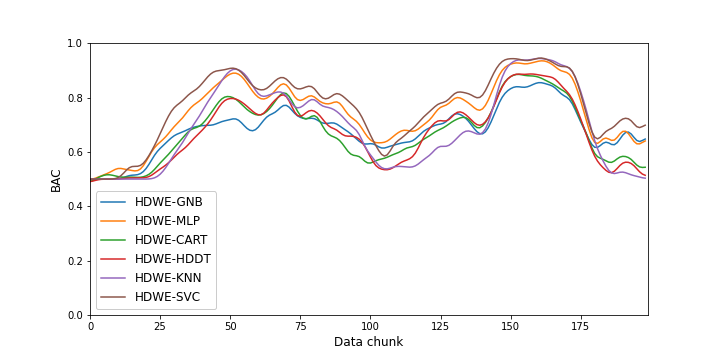 1.0
0.8
0.6
0.4
0.2
0.0
BAC
HDWE-GNB
HDWE-MLP
HDWE-CART
HDWE-HDDT
HDWE-KNN
HDWE-SVC
0 25 50 75 100 125 150 175
Data chunk